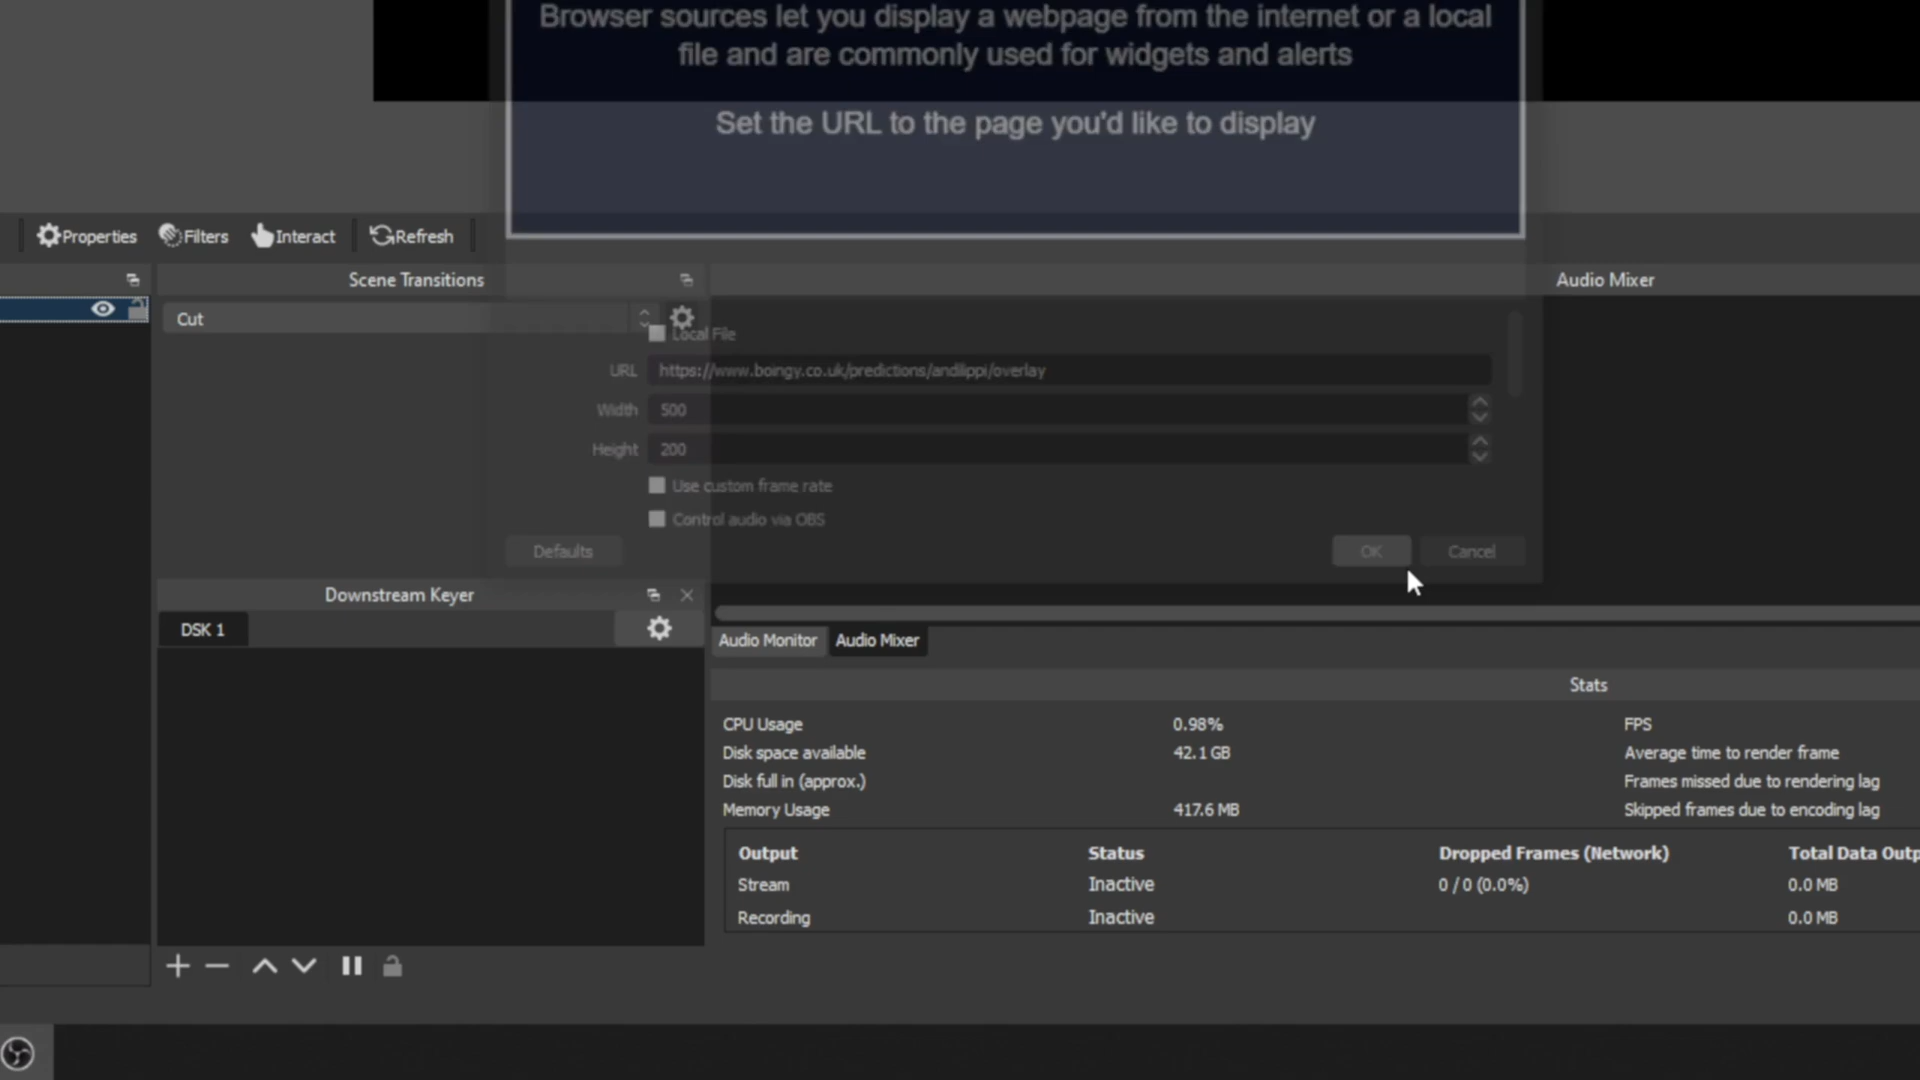 Browser sources let you display a webpage from the internet or a local
file and are commonly used for widgets and alerts
Set the URL to the page you'd like to display
Properties Filters Interact Refresh
Scene Transitions
Audio Mixer
Cut
Local File
URL https://www.boingy.co.uk/predictions/andilippi/overlay
Width 500
Height 200
Use custom frame rate
Control audio via OBS
Defaults OK Cancel
Downstream Keyer
DSK 1
Audio Monitor Audio Mixer
Stats
CPU Usage 0.98% FPS
Disk space available 42.1 GB Average time to render frame
Disk full in (approx.) Frames missed due to rendering lag
Memory Usage 417.6 MB Skipped frames due to encoding lag
Output Status Dropped Frames (Network) Total Data Outp
Stream Inactive 0 / 0 (0.0%) 0.0 MB
Recording Inactive 0.0 MB